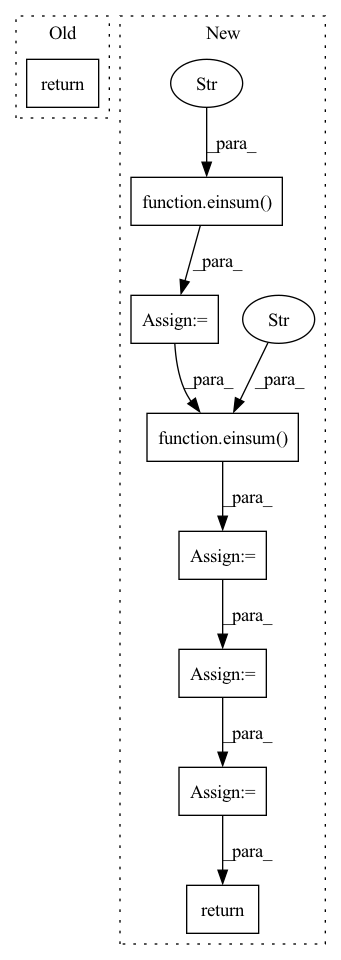 Old
New
return
Str
_para_
function.einsum()
_para_
Assign:=
Str
_para_
_para_
function.einsum()
_para_
Assign:=
_para_
Assign:=
_para_
Assign:=
_para_
return